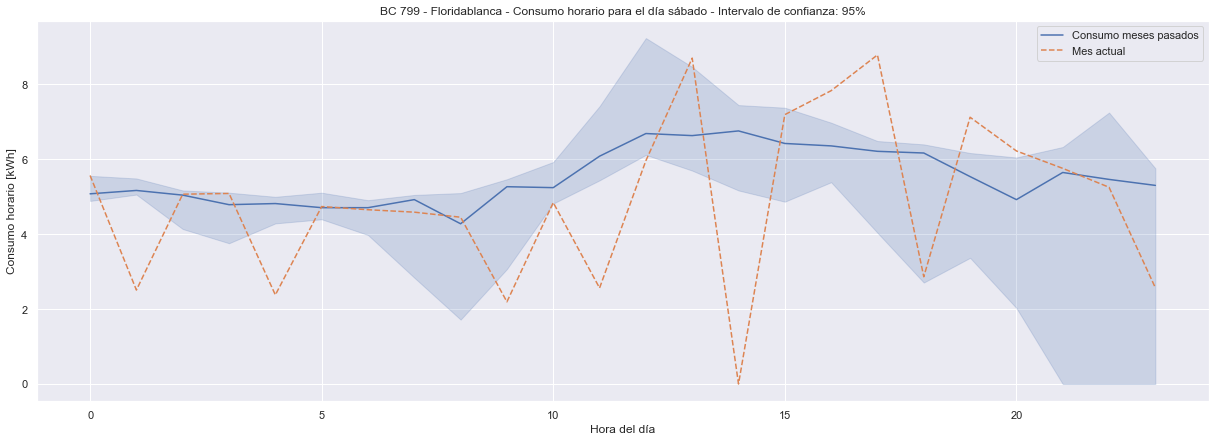 BC 799 - Floridablanca - Consumo horario para el día sábado - Intervalo de confianza: 95%
Consumo meses pasados
Mes actual
Consumo horario [kWh]
8
6
4
2
0
0
5
10
15
20
Hora del día